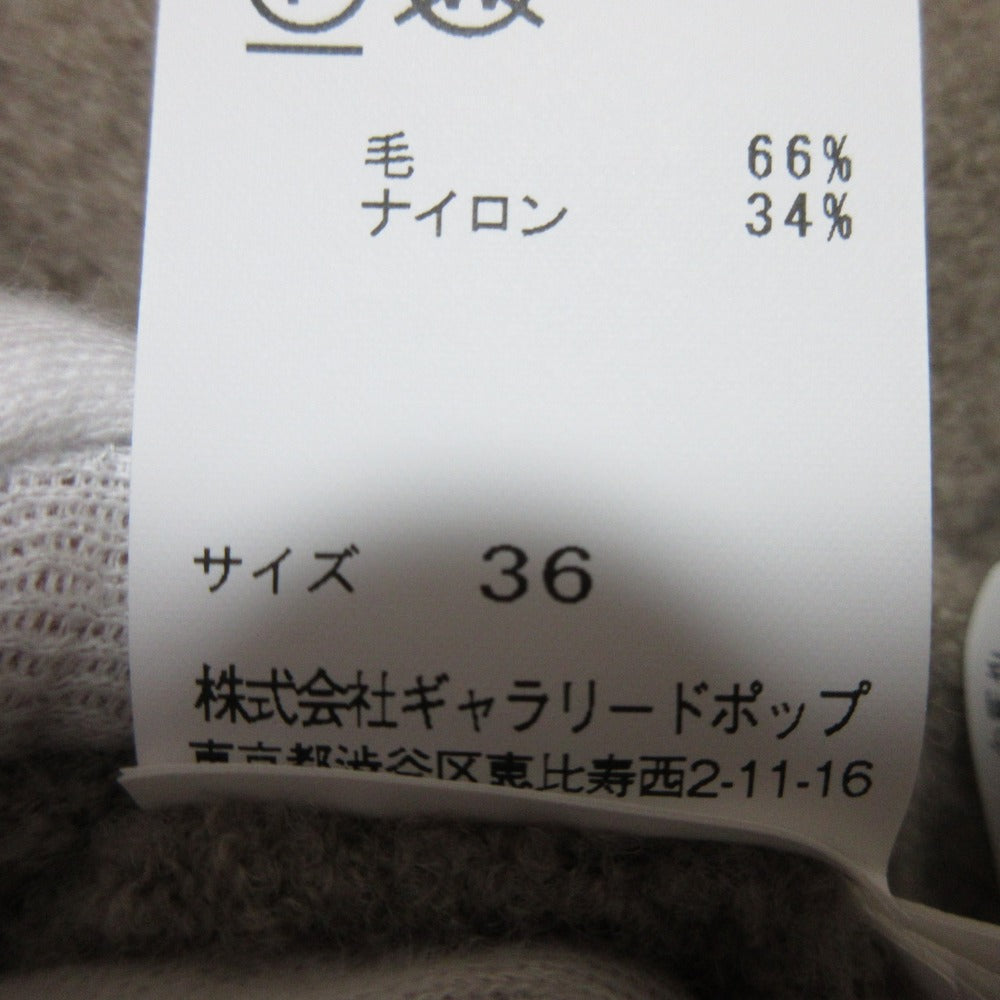 毛 66%
ナイロン 34%
サイズ 36
株式会社ギャラリードポップ
東京都渋谷区恵比寿西2-11-16